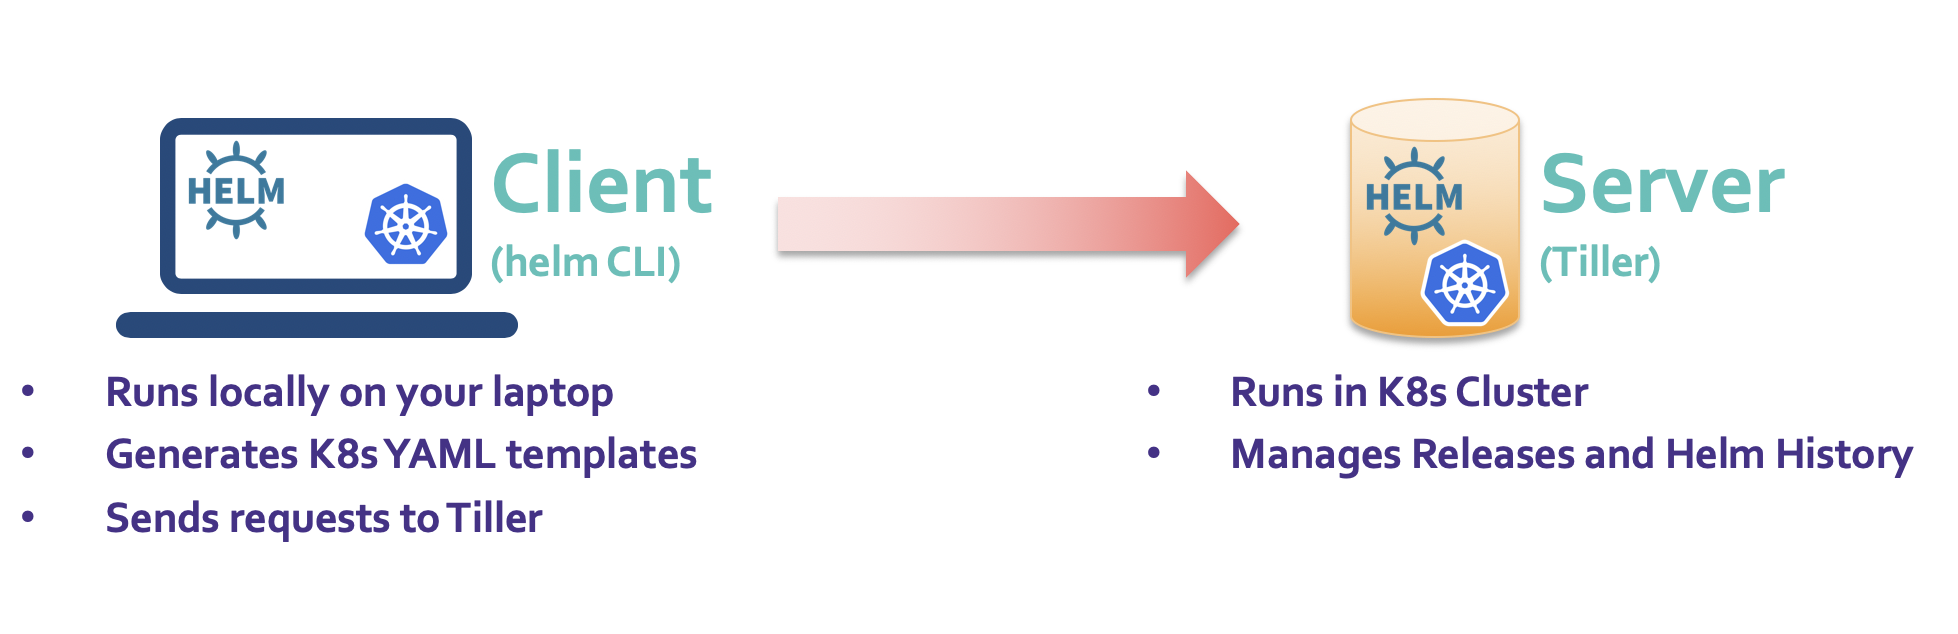 HELM
Client
(helm CLI)
• Runs locally on your laptop
• Generates K8s YAML templates
• Sends requests to Tiller
HELM
Server
(Tiller)
• Runs in K8s Cluster
• Manages Releases and Helm History